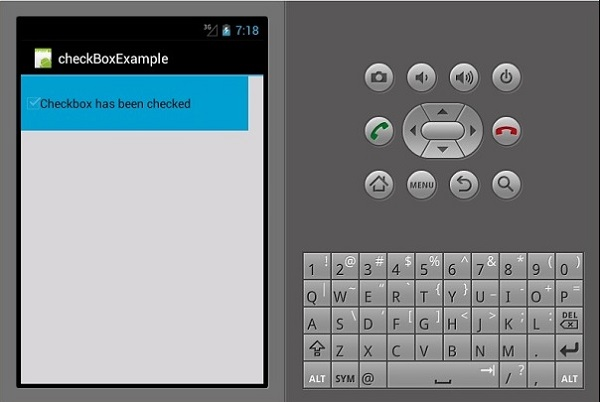 3G 7:18
checkBoxExample
Checkbox has been checked
MENU
1 ! 2 @ 3 # 4 $ 5 % 6 ^ 7 & 8 * 9 ( 0 )
Q | W ~ E “ R ` T { Y } U _ I - O + P =
A S \ D ‘ F [ G ] H < J > K ; L : DEL
Z X C V B N M .
ALT SYM @ / ? , ALT